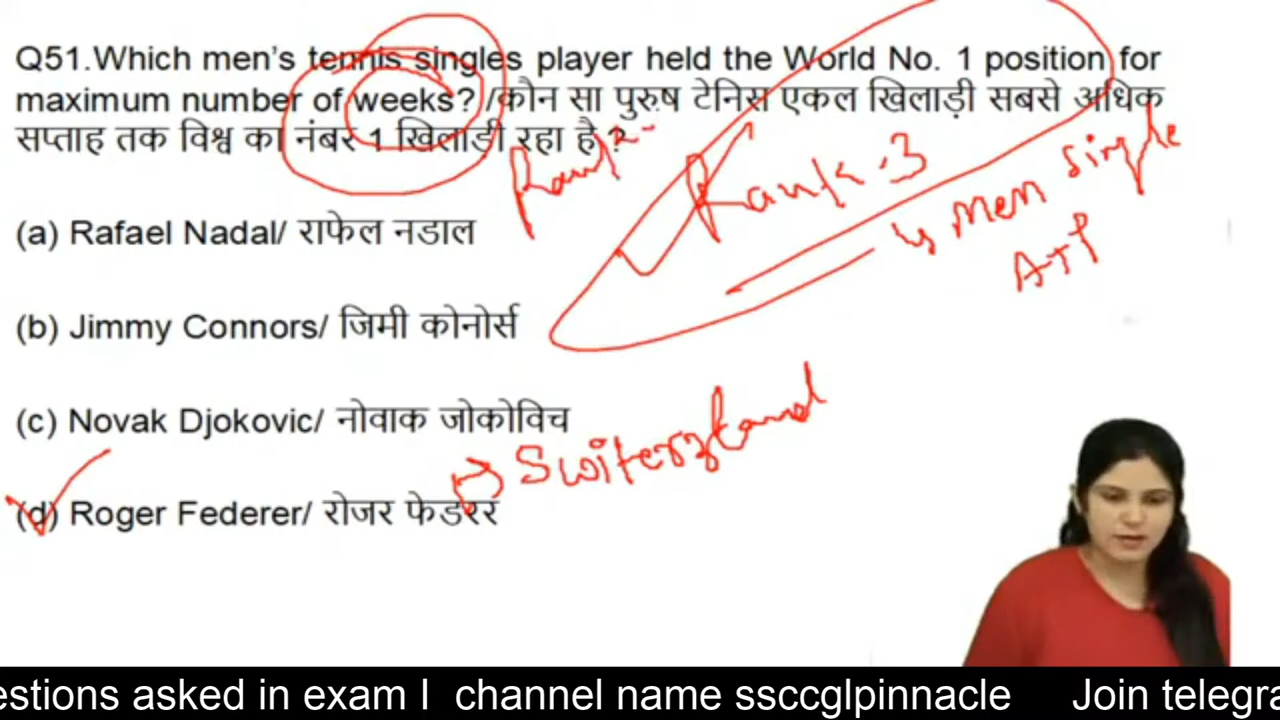 Q51.Which men's tennis singles player held the World No. 1 position for
maximum number of weeks? /कौन सा पुरुष टेनिस एकल खिलाड़ी सबसे अधिक
सप्ताह तक विश्व का नंबर 1 खिलाड़ी रहा है ?
Rank
Rank-3
Men single
ATP
(a) Rafael Nadal/ राफेल नडाल
(b) Jimmy Connors/ जिमी कोनोर्स
(c) Novak Djokovic/ नोवाक जोकोविच
Switerzland
(d) Roger Federer/ रोजर फेडरर
estions asked in exam I channel name ssccglpinnacle Join telegra